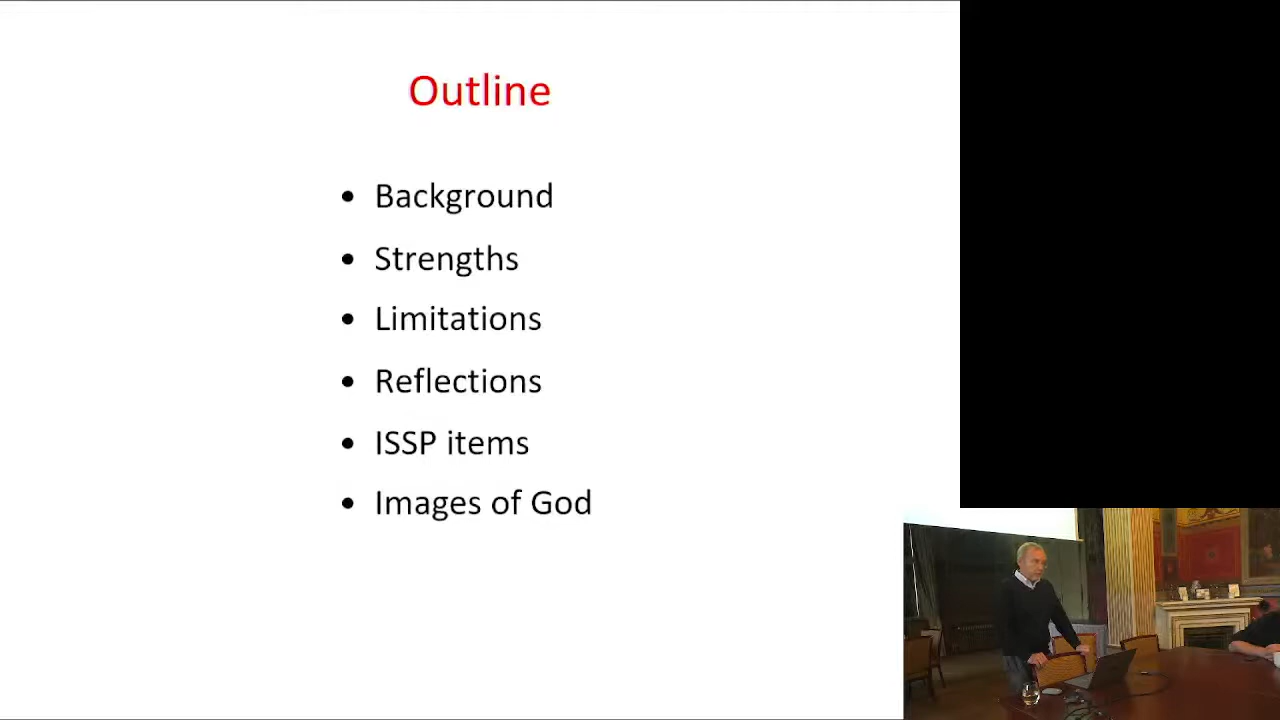 Outline
• Background
• Strengths
• Limitations
• Reflections
• ISSP items
• Images of God